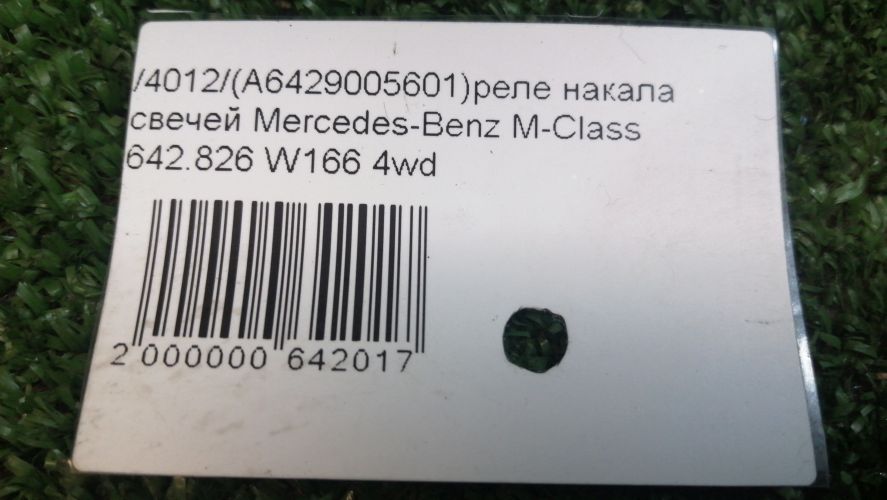 /4012/(A6429005601)реле накала
свечей Mercedes-Benz M-Class
642.826 W166 4wd
2 000000 642017